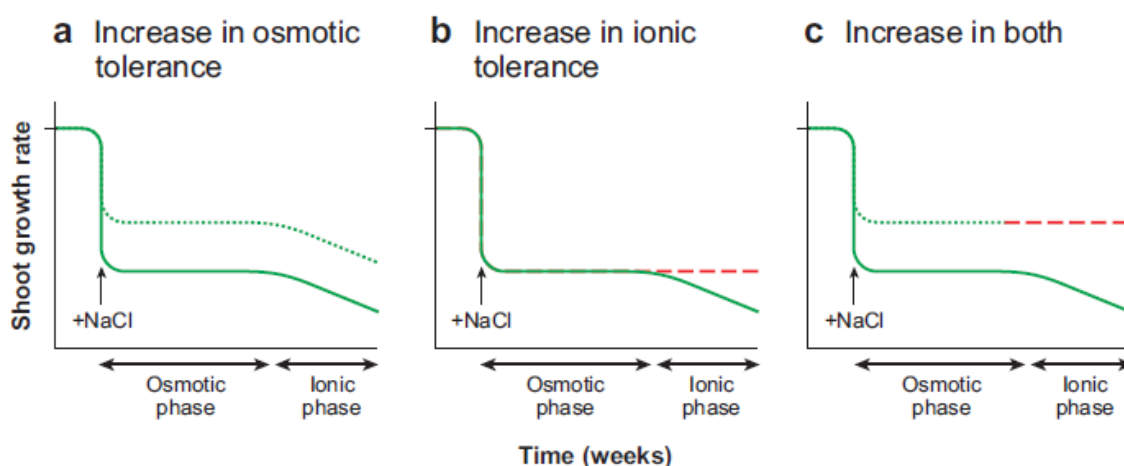 a Increase in osmotic
tolerance
b Increase in ionic
tolerance
c Increase in both
Shoot growth rate
+NaCl
+NaCl
+NaCl
Osmotic
phase
Ionic
phase
Osmotic
phase
Ionic
phase
Osmotic
phase
Ionic
phase
Time (weeks)